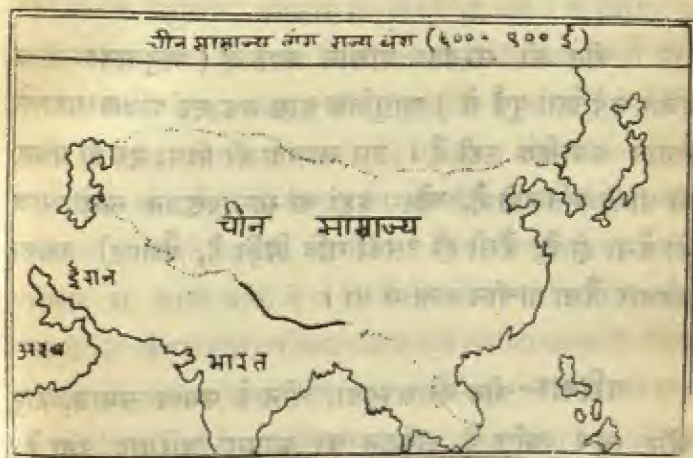 चीन साम्राज्य तांग राज्य वंश (६००-९०० ई)
चीन साम्राज्य
ईरान
अरब
भारत